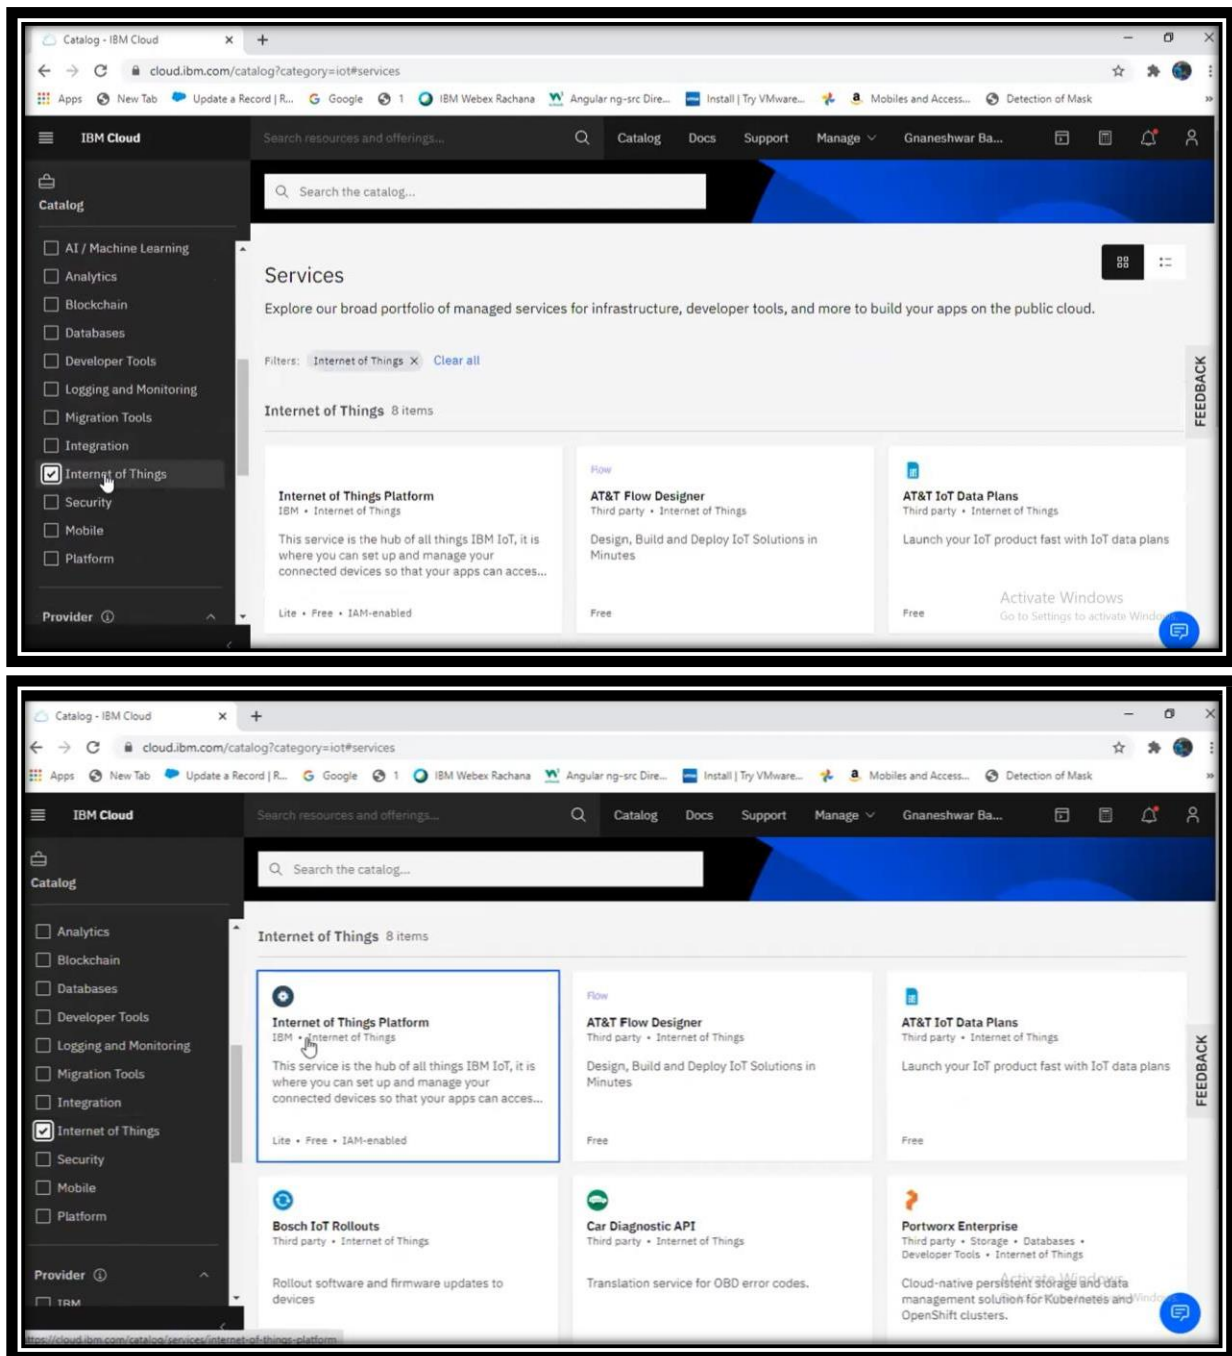 Catalog - IBM Cloud
cloud.ibm.com/catalog?category=iot#services
Apps New Tab Update a Record | R... Google 1 IBM Webex Rachana Angular ng-src Dire... Install | Try VMware... Mobiles and Access... Detection of Mask
IBM Cloud Search resources and offerings... Catalog Docs Support Manage Gnaneshwar Ba...
Catalog
Search the catalog...
AI / Machine Learning
Analytics
Blockchain
Databases
Developer Tools
Logging and Monitoring
Migration Tools
Integration
Internet of Things
Security
Mobile
Platform
Provider
Services
Explore our broad portfolio of managed services for infrastructure, developer tools, and more to build your apps on the public cloud.
Filters: Internet of Things Clear all
Internet of Things 8 items
Internet of Things Platform
IBM • Internet of Things
This service is the hub of all things IBM IoT, it is
where you can set up and manage your
connected devices so that your apps can acces...
Lite • Free • IAM-enabled
Flow
AT&T Flow Designer
Third party • Internet of Things
Design, Build and Deploy IoT Solutions in
Minutes
Free
AT&T IoT Data Plans
Third party • Internet of Things
Launch your IoT product fast with IoT data plans
Free
Activate Windows
Go to Settings to activate Windows
FEEDBACK
Catalog - IBM Cloud
cloud.ibm.com/catalog?category=iot#services
Apps New Tab Update a Record | R... Google 1 IBM Webex Rachana Angular ng-src Dire... Install | Try VMware... Mobiles and Access... Detection of Mask
IBM Cloud Search resources and offerings... Catalog Docs Support Manage Gnaneshwar Ba...
Catalog
Search the catalog...
Analytics
Blockchain
Databases
Developer Tools
Logging and Monitoring
Migration Tools
Integration
Internet of Things
Security
Mobile
Platform
Provider
IBM
Internet of Things 8 items
Internet of Things Platform
IBM • Internet of Things
This service is the hub of all things IBM IoT, it is
where you can set up and manage your
connected devices so that your apps can acces...
Lite • Free • IAM-enabled
Flow
AT&T Flow Designer
Third party • Internet of Things
Design, Build and Deploy IoT Solutions in
Minutes
Free
AT&T IoT Data Plans
Third party • Internet of Things
Launch your IoT product fast with IoT data plans
Free
Bosch IoT Rollouts
Third party • Internet of Things
Rollout software and firmware updates to
devices
Car Diagnostic API
Third party • Internet of Things
Translation service for OBD error codes.
Portworx Enterprise
Third party • Storage • Databases •
Developer Tools • Internet of Things
Cloud-native persistent storage and data
management solution for Kubernetes and
OpenShift clusters.
Activate Windows
FEEDBACK
https://cloud.ibm.com/catalog/services/internet-of-things-platform